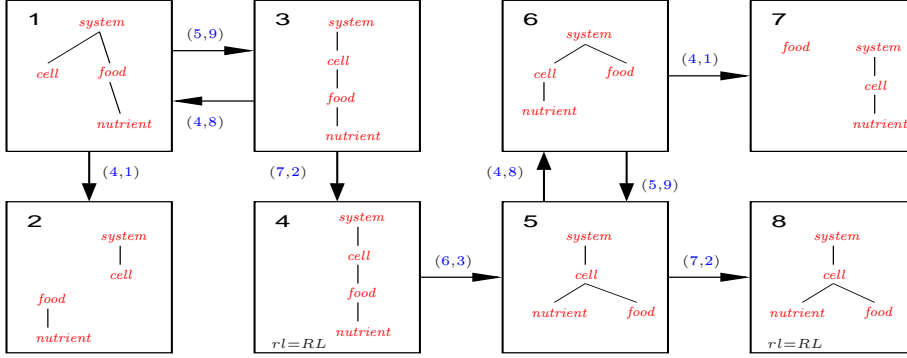 1
system
cell
food
nutrient
(5,9)
(4,8)
3
system
cell
food
nutrient
6
system
cell
food
nutrient
(4,1)
7
food
system
cell
nutrient
(4,1)
(7,2)
(4,8)
(5,9)
2
system
cell
food
nutrient
4
system
cell
food
nutrient
rl=RL
(6,3)
5
system
cell
nutrient
food
(7,2)
8
system
cell
nutrient
food
rl=RL